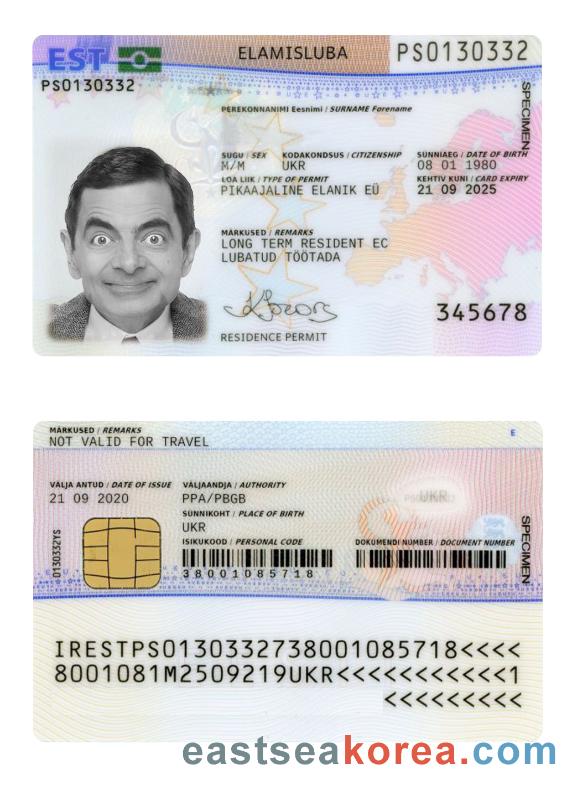 EST
ELAMISLUBA
PS0130332
PS0130332
SPECIMEN
PEREKONNANIMI Eesnimi / SURNAME Forename
SUGU / SEX KODAKONDSUS / CITIZENSHIP SÜNNIAEG / DATE OF BIRTH
M/M UKR 08 01 1980
LOA LIIK / TYPE OF PERMIT KEHTIV KUNI / CARD EXPIRY
PIKAAJALINE ELANIK EÜ 21 09 2025
MÄRKUSED / REMARKS
LONG TERM RESIDENT EC
LUBATUD TÖÖTADA
345678
RESIDENCE PERMIT
MÄRKUSED / REMARKS
NOT VALID FOR TRAVEL
E
VÄLJA ANTUD / DATE OF ISSUE VÄLJAANDJA / AUTHORITY
21 09 2020 PPA/PBGB
UKR
SÜNNIKOHT / PLACE OF BIRTH
UKR
ISIKUKOOD / PERSONAL CODE DOKUMENDI NUMBER / DOCUMENT NUMBER
38001085718
0130332YS
SPECIMEN
IRESTPS0130332738001085718<<<<
8001081M2509219UKR<<<<<<<<<<<1
<<<<<<<<<
eastseakorea.com